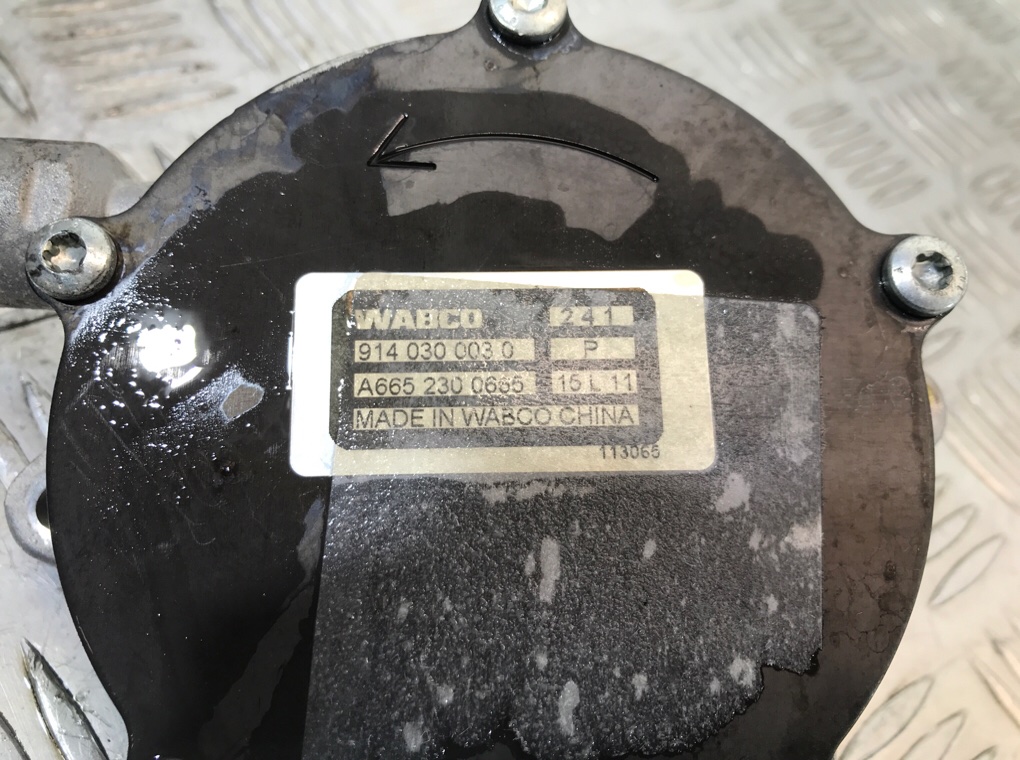 WABCO 241
914 030 003 0 P
A665 230 0665 15 L 11
MADE IN WABCO CHINA
113065